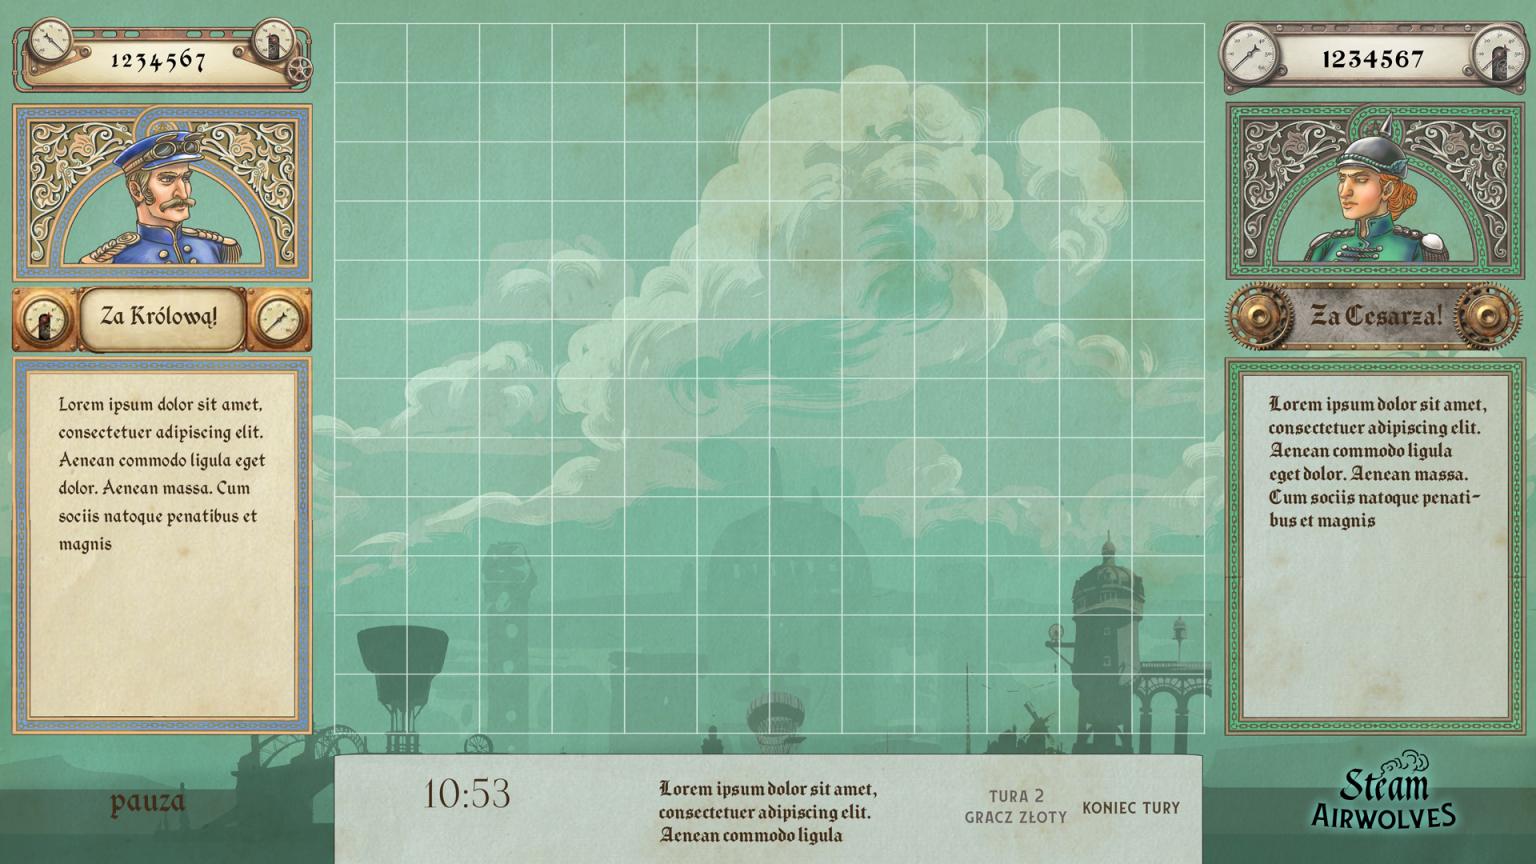 1234567
Za Królową!
Lorem ipsum dolor sit amet,
consectetuer adipiscing elit.
Aenean commodo ligula eget
dolor. Aenean massa. Cum
sociis natoque penatibus et
magnis
pauza
10:53
Lorem ipsum dolor sit amet,
consectetuer adipiscing elit.
Aenean commodo ligula
TURA 2
GRACZ ZŁOTY
KONIEC TURY
1234567
Za Cesarza!
Lorem ipsum dolor sit amet,
consectetuer adipiscing elit.
Aenean commodo ligula
eget dolor. Aenean massa.
Cum sociis natoque penati-
bus et magnis
Steam
AIRWOLVES